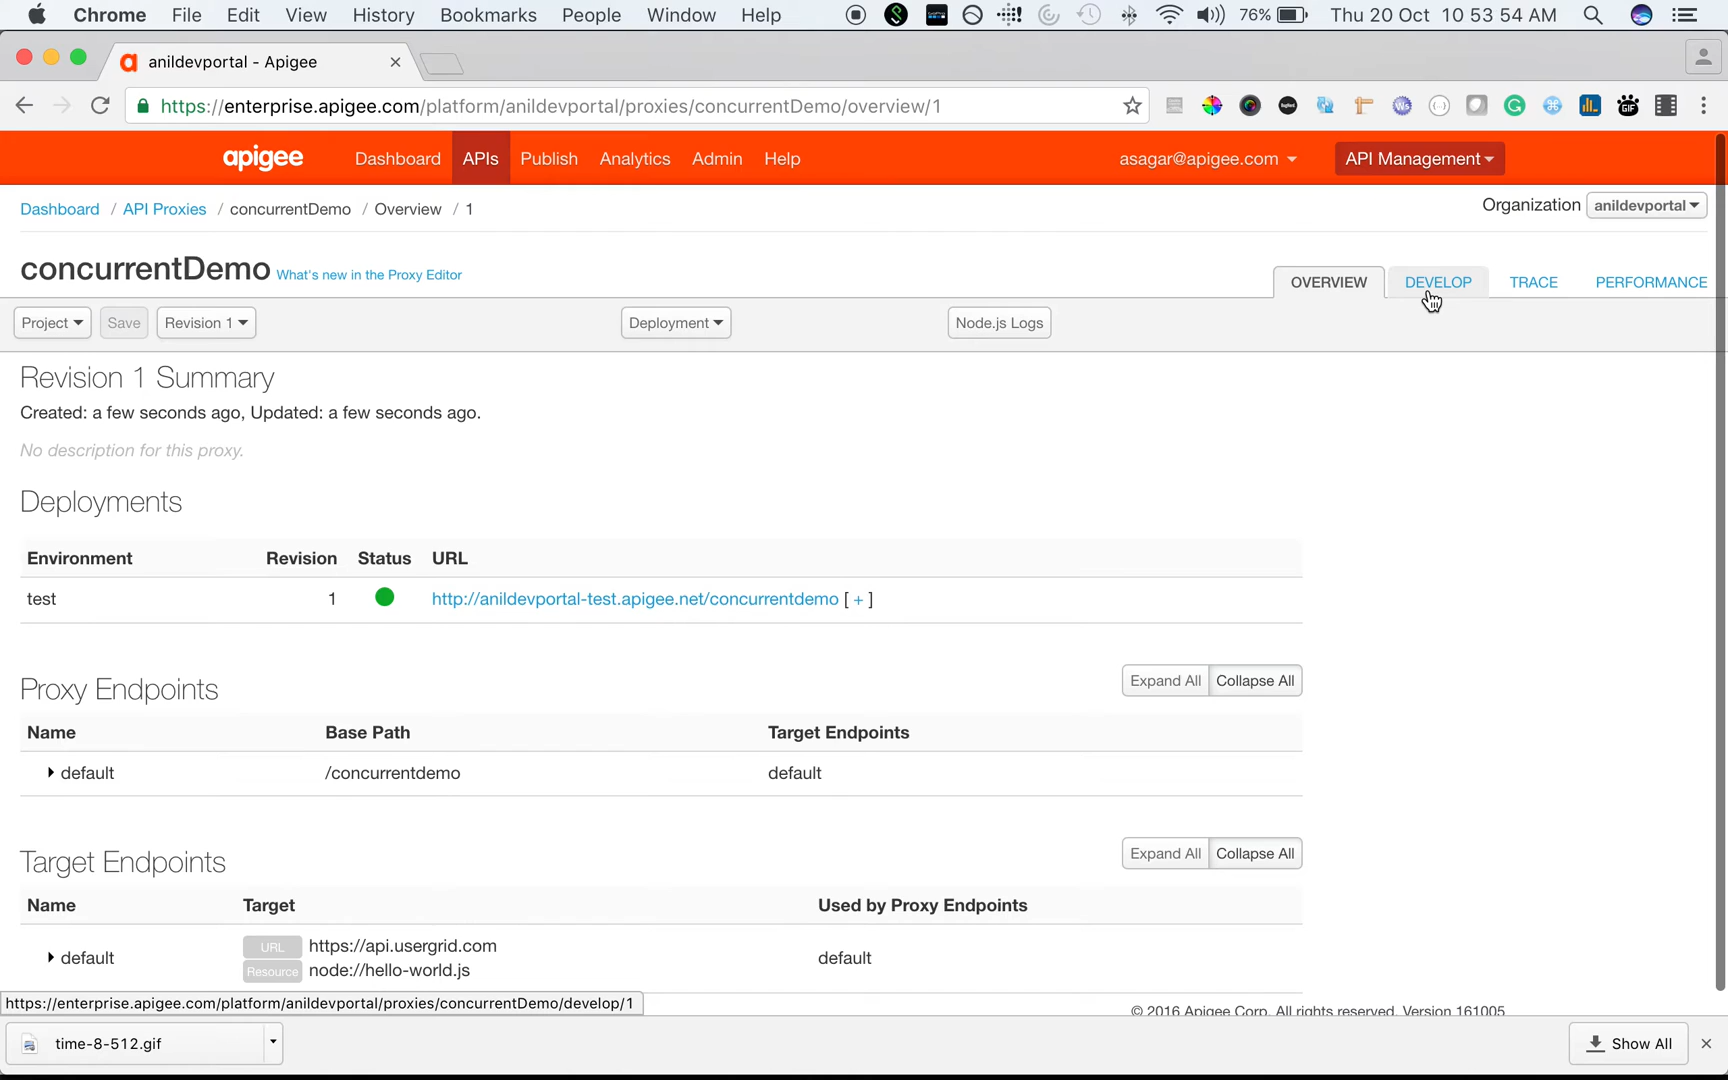 Chrome File Edit View History Bookmarks People Window Help 76% Thu 20 Oct 10 53 54 AM
anildevportal - Apigee
https://enterprise.apigee.com/platform/anildevportal/proxies/concurrentDemo/overview/1
apigee Dashboard APIs Publish Analytics Admin Help asagar@apigee.com API Management
Dashboard / API Proxies / concurrentDemo / Overview / 1 Organization anildevportal
concurrentDemo What's new in the Proxy Editor OVERVIEW DEVELOP TRACE PERFORMANCE
Project Save Revision 1 Deployment Node.js Logs
Revision 1 Summary
Created: a few seconds ago, Updated: a few seconds ago.
No description for this proxy.
Deployments
Environment Revision Status URL
test 1 http://anildevportal-test.apigee.net/concurrentdemo [ + ]
Proxy Endpoints Expand All Collapse All
Name Base Path Target Endpoints
default /concurrentdemo default
Target Endpoints Expand All Collapse All
Name Target Used by Proxy Endpoints
URL https://api.usergrid.com
default default
Resource node://hello-world.js
https://enterprise.apigee.com/platform/anildevportal/proxies/concurrentDemo/develop/1
© 2016 Apigee Corp. All rights reserved. Version 161005
time-8-512.gif Show All